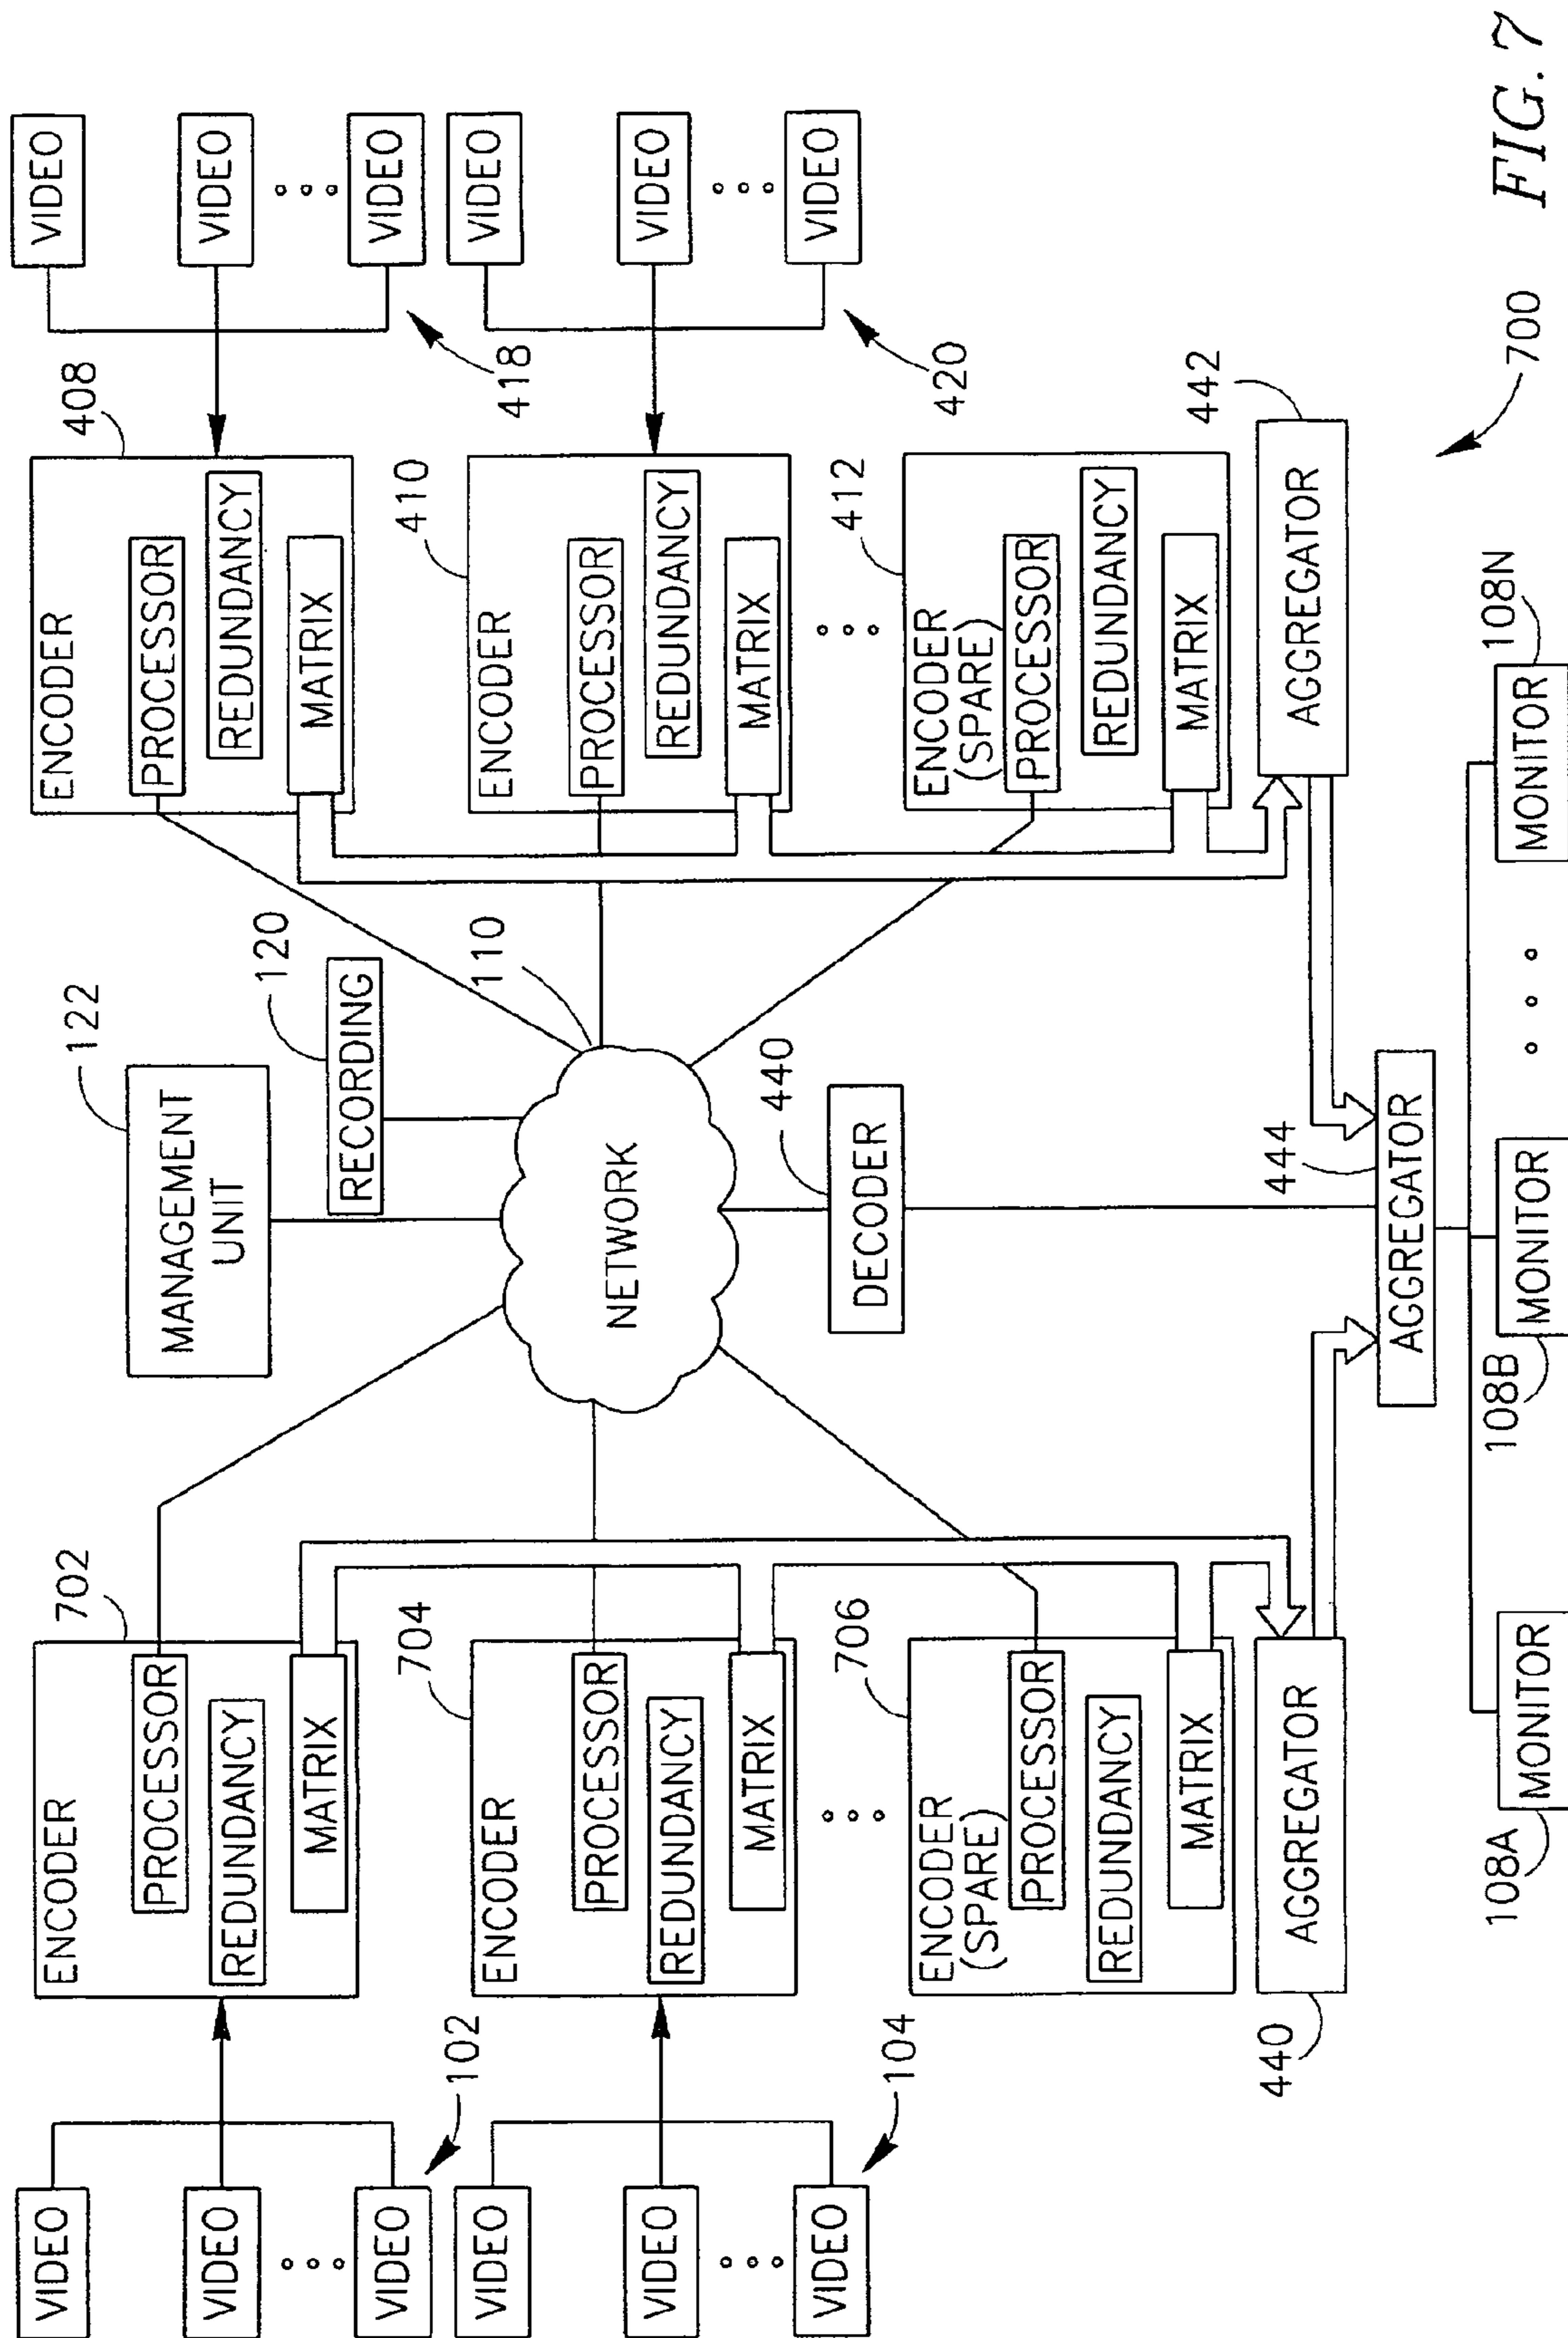 VIDEO
VIDEO
VIDEO
102
VIDEO
VIDEO
VIDEO
104
ENCODER
702
PROCESSOR
REDUNDANCY
MATRIX
ENCODER
704
PROCESSOR
REDUNDANCY
MATRIX
ENCODER
(SPARE)
706
PROCESSOR
REDUNDANCY
MATRIX
AGGREGATOR
440
MANAGEMENT
UNIT
122
RECORDING
120
NETWORK
110
DECODER
440
ENCODER
408
PROCESSOR
REDUNDANCY
MATRIX
ENCODER
410
PROCESSOR
REDUNDANCY
MATRIX
ENCODER
(SPARE)
412
PROCESSOR
REDUNDANCY
MATRIX
AGGREGATOR
442
VIDEO
VIDEO
VIDEO
418
VIDEO
VIDEO
VIDEO
420
AGGREGATOR
444
MONITOR
108A
MONITOR
108B
MONITOR
108N
700
FIG. 7